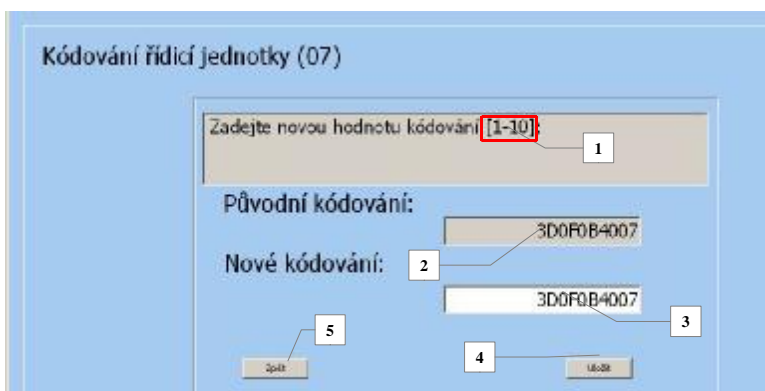 Kódování řídicí jednotky (07)
Zadejte novou hodnotu kódování [1-10]:
1
Původní kódování:
3D0F0B4007
2
Nové kódování:
3D0F0B4007
3
5
4
Zpět
Uložit